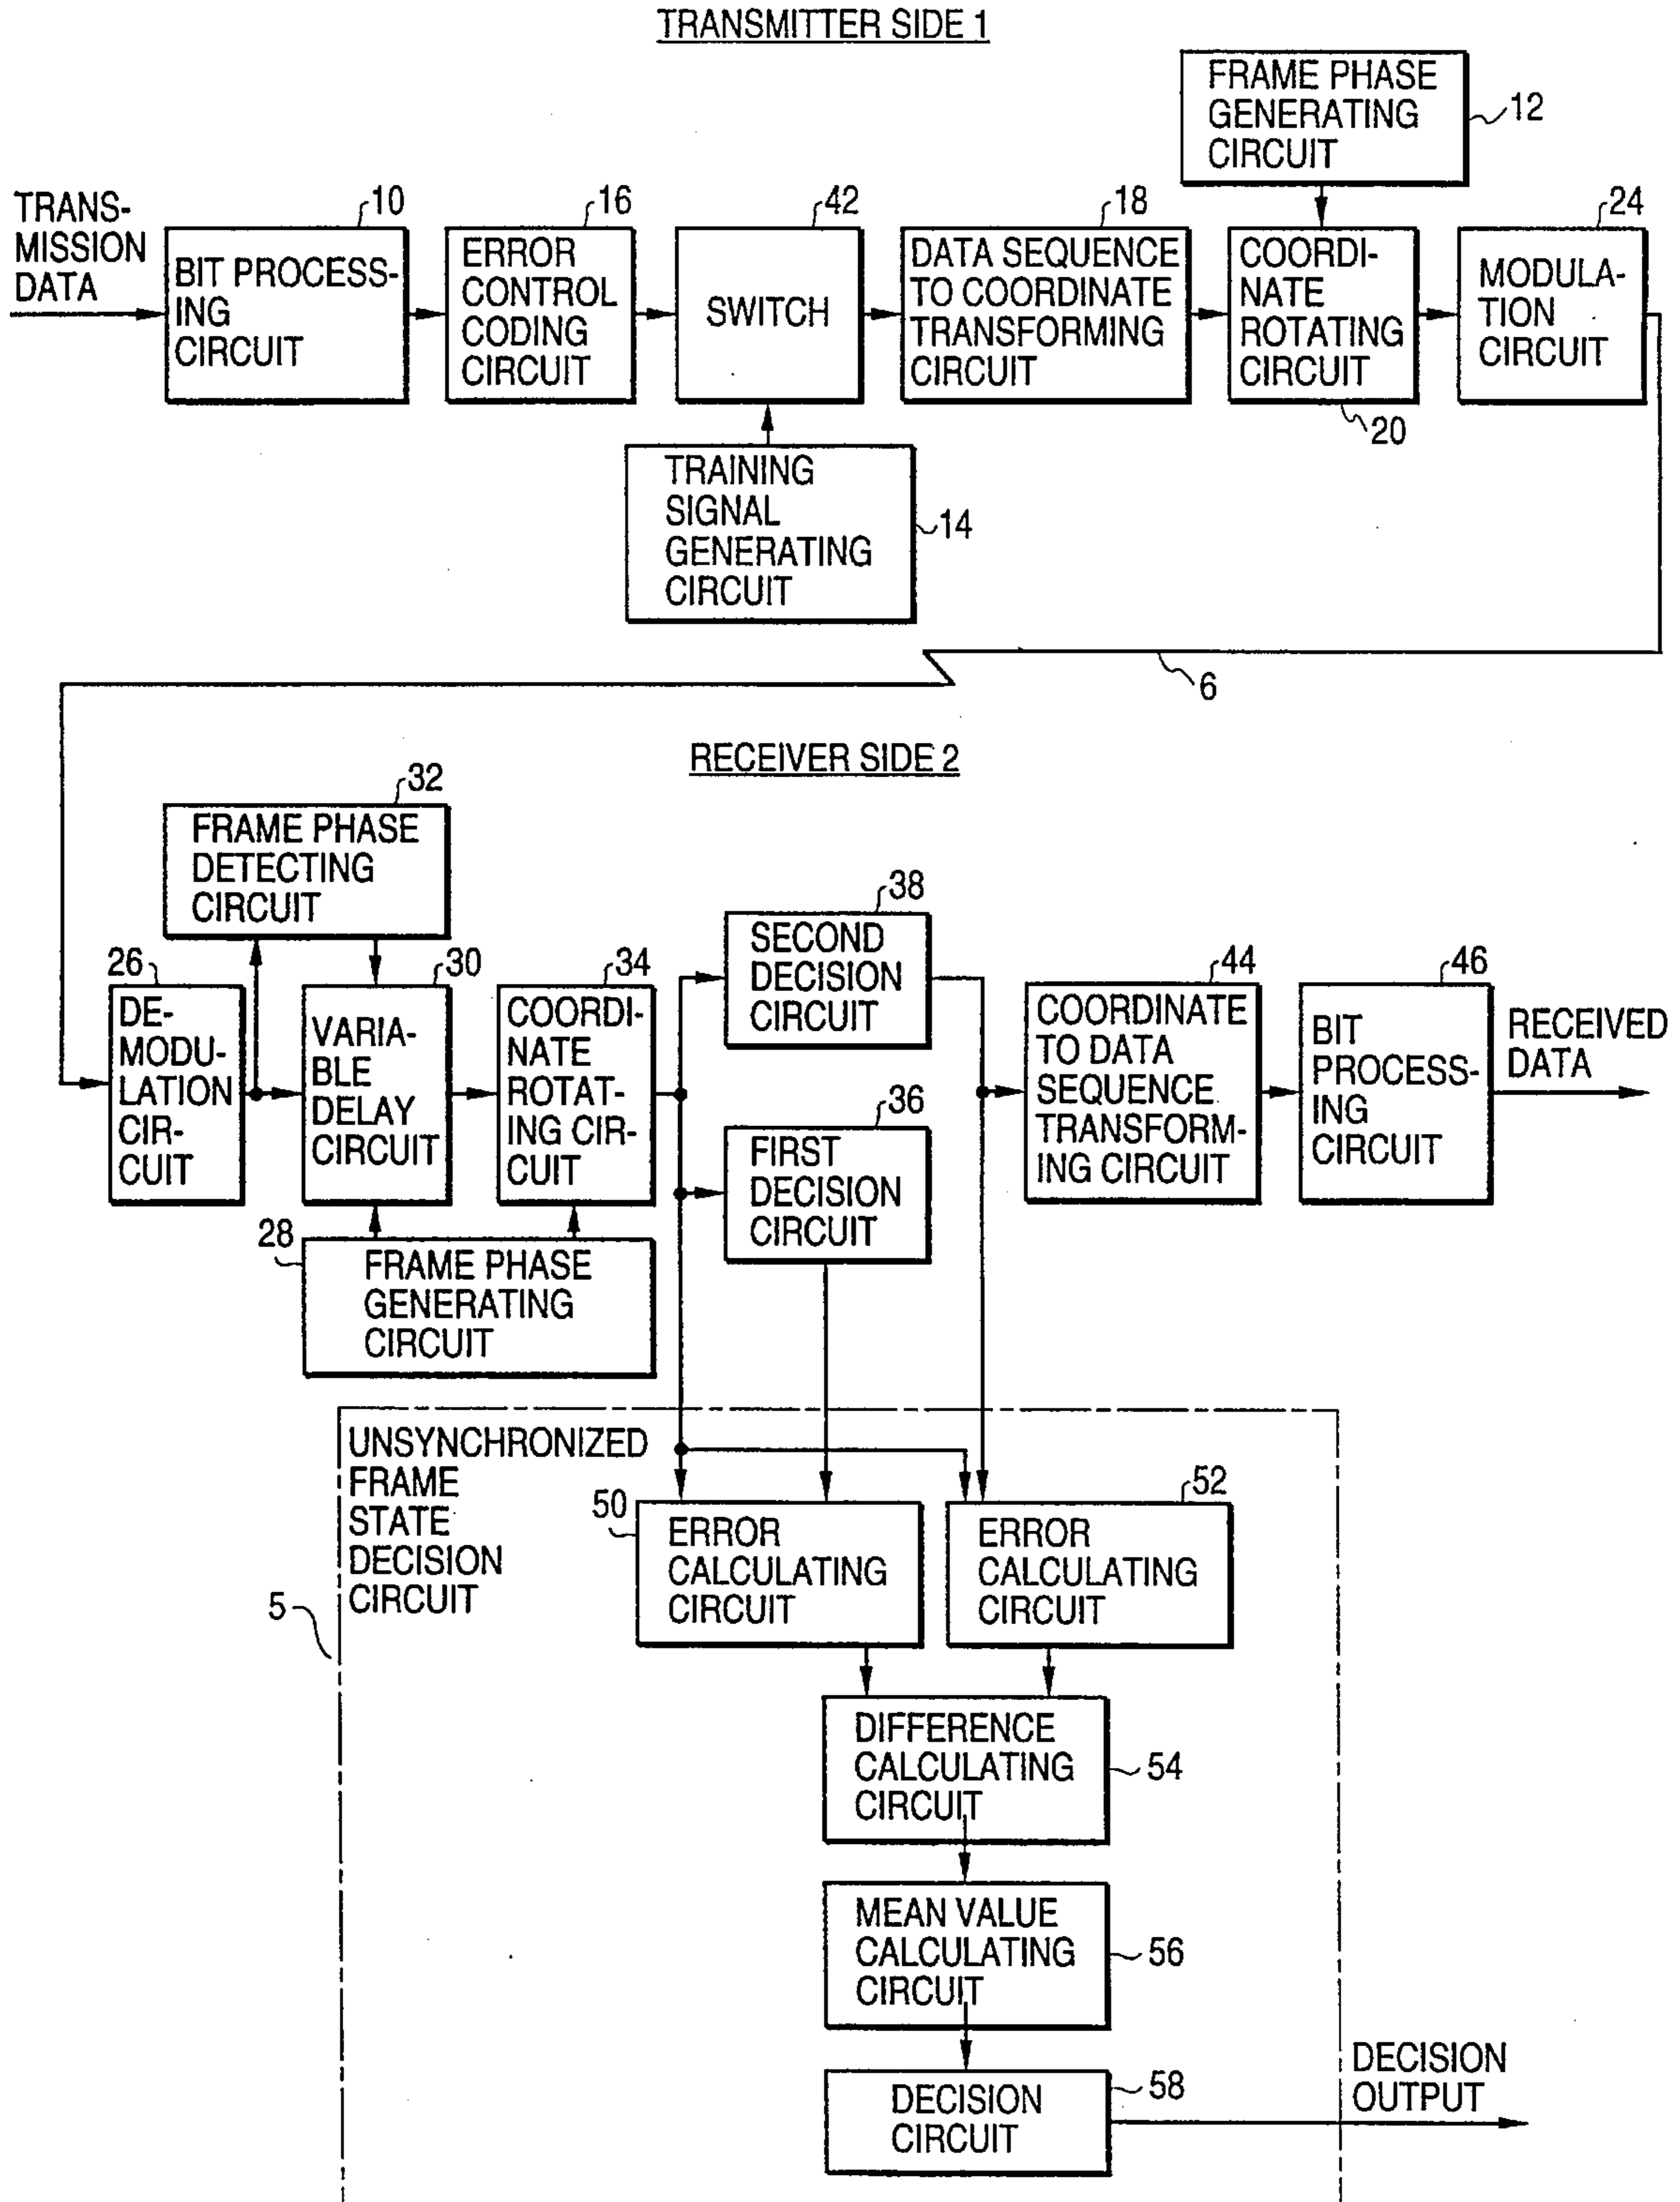 TRANSMITTER SIDE 1
FRAME PHASE
GENERATING
CIRCUIT
12
TRANS-
MISSION
DATA
10
BIT PROCESS-
ING
CIRCUIT
16
ERROR
CONTROL
CODING
CIRCUIT
42
SWITCH
18
DATA SEQUENCE
TO COORDINATE
TRANSFORMING
CIRCUIT
COORDI-
NATE
ROTATING
CIRCUIT
20
24
MODULA-
TION
CIRCUIT
TRAINING
SIGNAL
GENERATING
CIRCUIT
14
6
RECEIVER SIDE 2
32
FRAME PHASE
DETECTING
CIRCUIT
26
DE-
MODU-
LATION
CIR-
CUIT
30
VARIA-
BLE
DELAY
CIRCUIT
34
COORDI-
NATE
ROTAT-
ING CIR-
CUIT
28
FRAME PHASE
GENERATING
CIRCUIT
38
SECOND
DECISION
CIRCUIT
36
FIRST
DECISION
CIRCUIT
44
COORDINATE
TO DATA
SEQUENCE
TRANSFORM-
ING CIRCUIT
46
BIT
PROCESS-
ING
CIRCUIT
RECEIVED
DATA
UNSYNCHRONIZED
FRAME
STATE
DECISION
CIRCUIT
5
50
ERROR
CALCULATING
CIRCUIT
52
ERROR
CALCULATING
CIRCUIT
DIFFERENCE
CALCULATING
CIRCUIT
54
MEAN VALUE
CALCULATING
CIRCUIT
56
DECISION
CIRCUIT
58
DECISION
OUTPUT